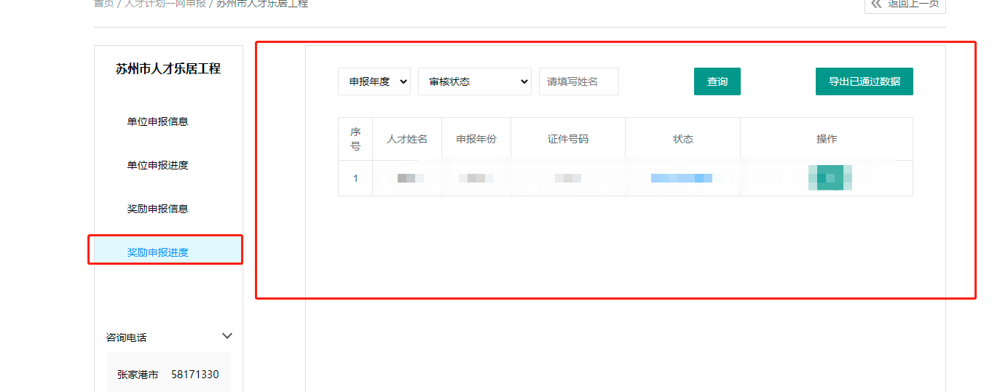 首页 / 人才计划一网申报 / 苏州市人才乐居工程
返回上一页
苏州市人才乐居工程
单位申报信息
单位申报进度
奖励申报信息
奖励申报进度
咨询电话
张家港市 58171330
申报年度 审核状态 请填写姓名 查询 导出已通过数据
序号 人才姓名 申报年份 证件号码 状态 操作
1